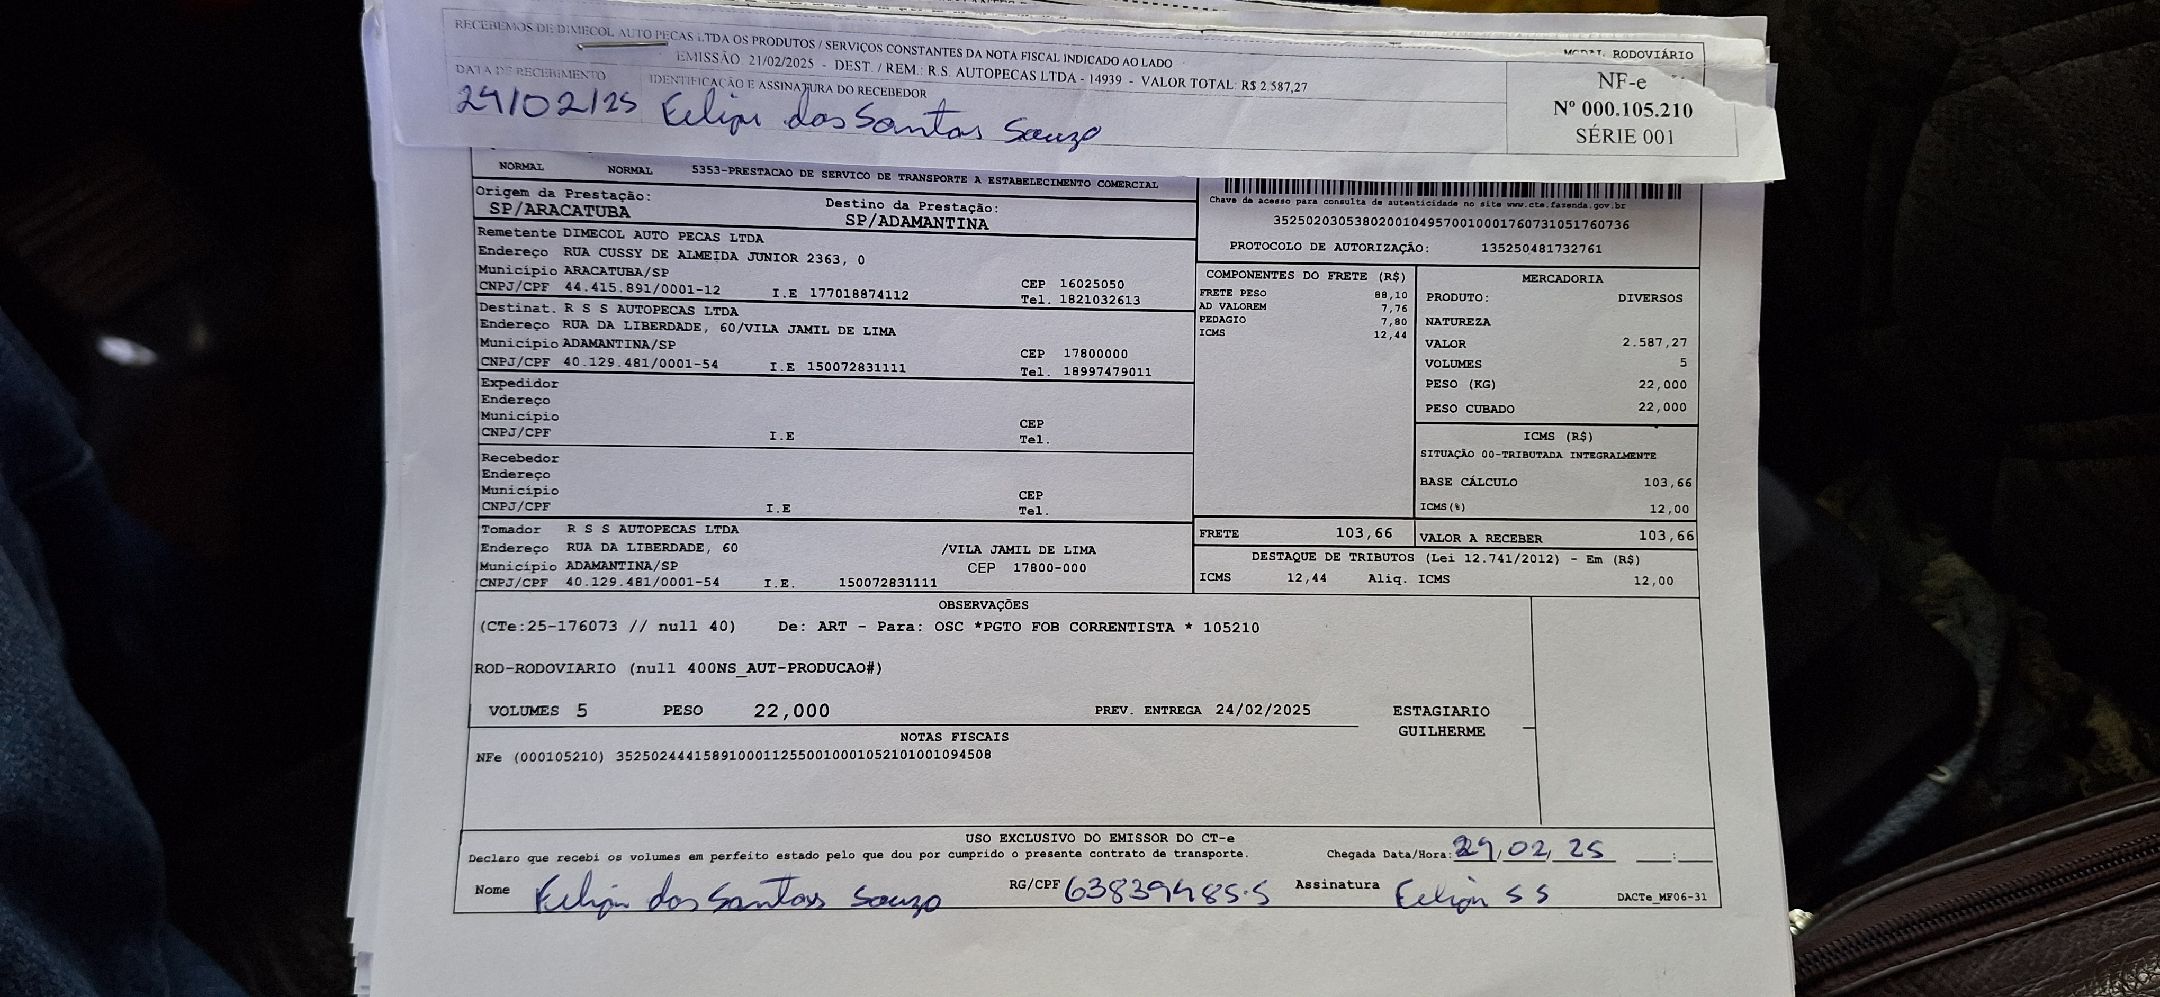 RECEBEMOS DE DIMECOL AUTO PECAS LTDA OS PRODUTOS / SERVIÇOS CONSTANTES DA NOTA FISCAL INDICADO AO LADO
EMISSÃO: 21/02/2025 - DEST. / REM.: R.S. AUTOPECAS LTDA - 14939 - VALOR TOTAL: R$ 2.587,27
DATA DE RECEBIMENTO IDENTIFICAÇÃO E ASSINATURA DO RECEBEDOR
24/02/25 Felipe dos Santos Souza
RODOVIÁRIO
NF-e
Nº 000.105.210
SÉRIE 001
NORMAL NORMAL 5353-PRESTACAO DE SERVICO DE TRANSPORTE A ESTABELECIMENTO COMERCIAL
Origem da Prestação: Destino da Prestação:
SP/ARACATUBA SP/ADAMANTINA
Chave de acesso para consulta de autenticidade no site www.cte.fazenda.gov.br
35250203053802001049570010001760731051760736
PROTOCOLO DE AUTORIZAÇÃO: 135250481732761
Remetente DIMECOL AUTO PECAS LTDA
Endereço RUA CUSSY DE ALMEIDA JUNIOR 2363, 0
Município ARACATUBA/SP CEP 16025050
CNPJ/CPF 44.415.891/0001-12 I.E 177018874112 Tel. 1821032613
Destinat. R S S AUTOPECAS LTDA
Endereço RUA DA LIBERDADE, 60/VILA JAMIL DE LIMA
Município ADAMANTINA/SP CEP 17800000
CNPJ/CPF 40.129.481/0001-54 I.E 150072831111 Tel. 18997479011
Expedidor
Endereço
Município CEP
CNPJ/CPF I.E Tel.
Recebedor
Endereço
Município CEP
CNPJ/CPF I.E Tel.
Tomador R S S AUTOPECAS LTDA
Endereço RUA DA LIBERDADE, 60 /VILA JAMIL DE LIMA
Município ADAMANTINA/SP CEP 17800-000
CNPJ/CPF 40.129.481/0001-54 I.E. 150072831111
COMPONENTES DO FRETE (R$)
FRETE PESO 88,10
AD VALOREM 7,76
PEDAGIO 7,80
ICMS 12,44
FRETE 103,66
MERCADORIA
PRODUTO: DIVERSOS
NATUREZA
VALOR 2.587,27
VOLUMES 5
PESO (KG) 22,000
PESO CUBADO 22,000
ICMS (R$)
SITUAÇÃO 00-TRIBUTADA INTEGRALMENTE
BASE CÁLCULO 103,66
ICMS(%) 12,00
VALOR A RECEBER 103,66
DESTAQUE DE TRIBUTOS (Lei 12.741/2012) - Em (R$)
ICMS 12,44 Aliq. ICMS 12,00
OBSERVAÇÕES
(CTe:25-176073 // null 40) De: ART - Para: OSC *PGTO FOB CORRENTISTA * 105210
ROD-RODOVIARIO (null 400NS_AUT-PRODUCAO#)
VOLUMES 5 PESO 22,000 PREV. ENTREGA 24/02/2025 ESTAGIARIO
GUILHERME
NOTAS FISCAIS
NFe (000105210) 35250244415891000112550010001052101001094508
USO EXCLUSIVO DO EMISSOR DO CT-e
Declaro que recebi os volumes em perfeito estado pelo que dou por cumprido o presente contrato de transporte. Chegada Data/Hora: 24/02/25 __:__
Nome Felipe dos Santos Souza RG/CPF 63839485-5 Assinatura Felipe S S DACTe_MF06-31